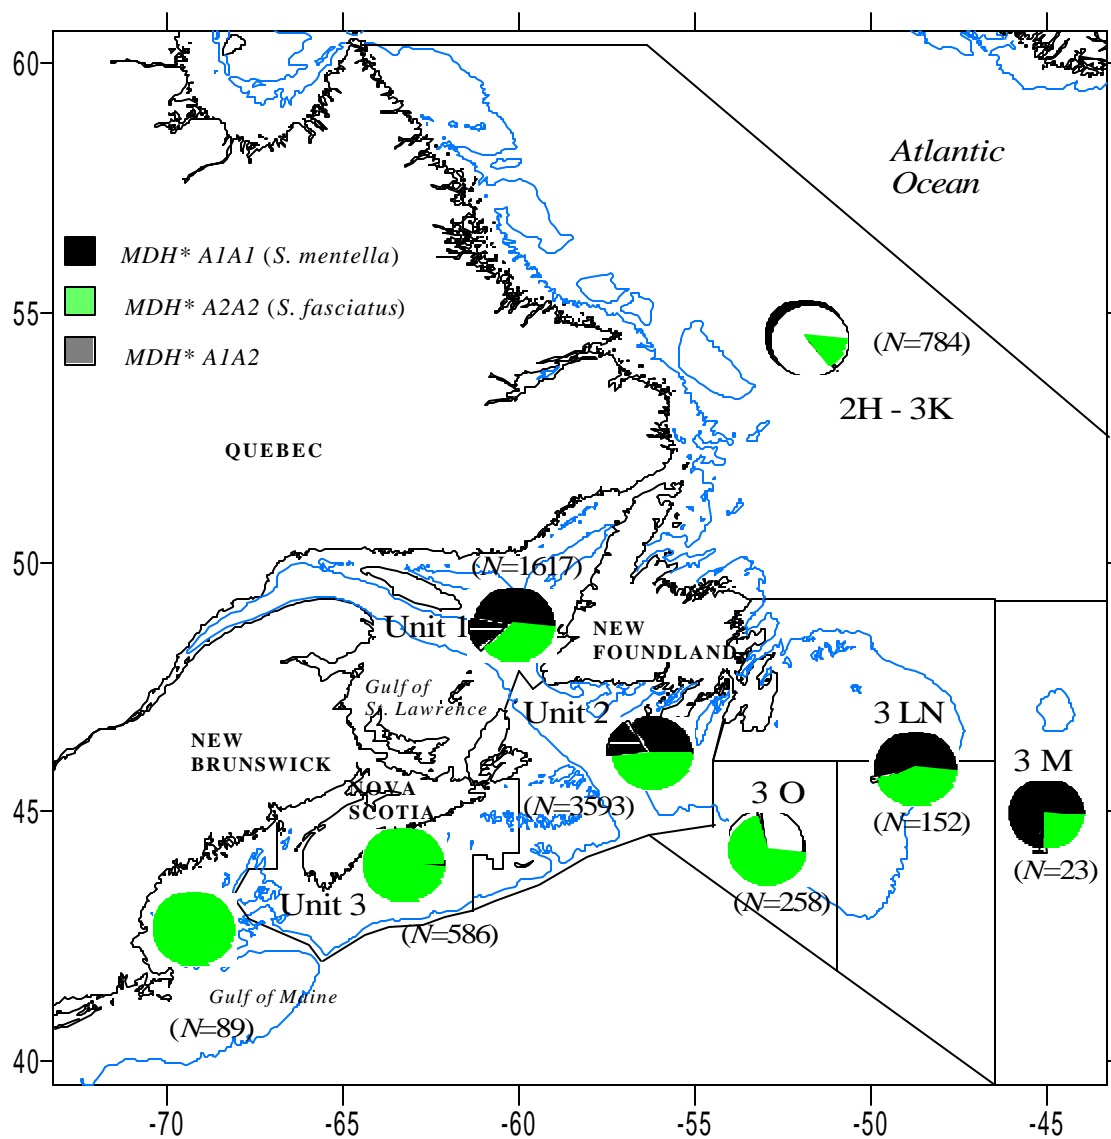 60
Atlantic
Ocean
MDH* A1A1 (S. mentella)
MDH* A2A2 (S. fasciatus)
MDH* A1A2
55
(N=784)
2H - 3K
QUEBEC
50
(N=1617)
Unit 1
NEW
FOUNDLAND
Gulf of
St. Lawrence
Unit 2
3 LN
NEW
BRUNSWICK
3 M
NOVA
SCOTIA
45
(N=3593)
3 O
(N=152)
(N=23)
Unit 3
(N=258)
(N=586)
Gulf of Maine
(N=89)
40
-70 -65 -60 -55 -50 -45